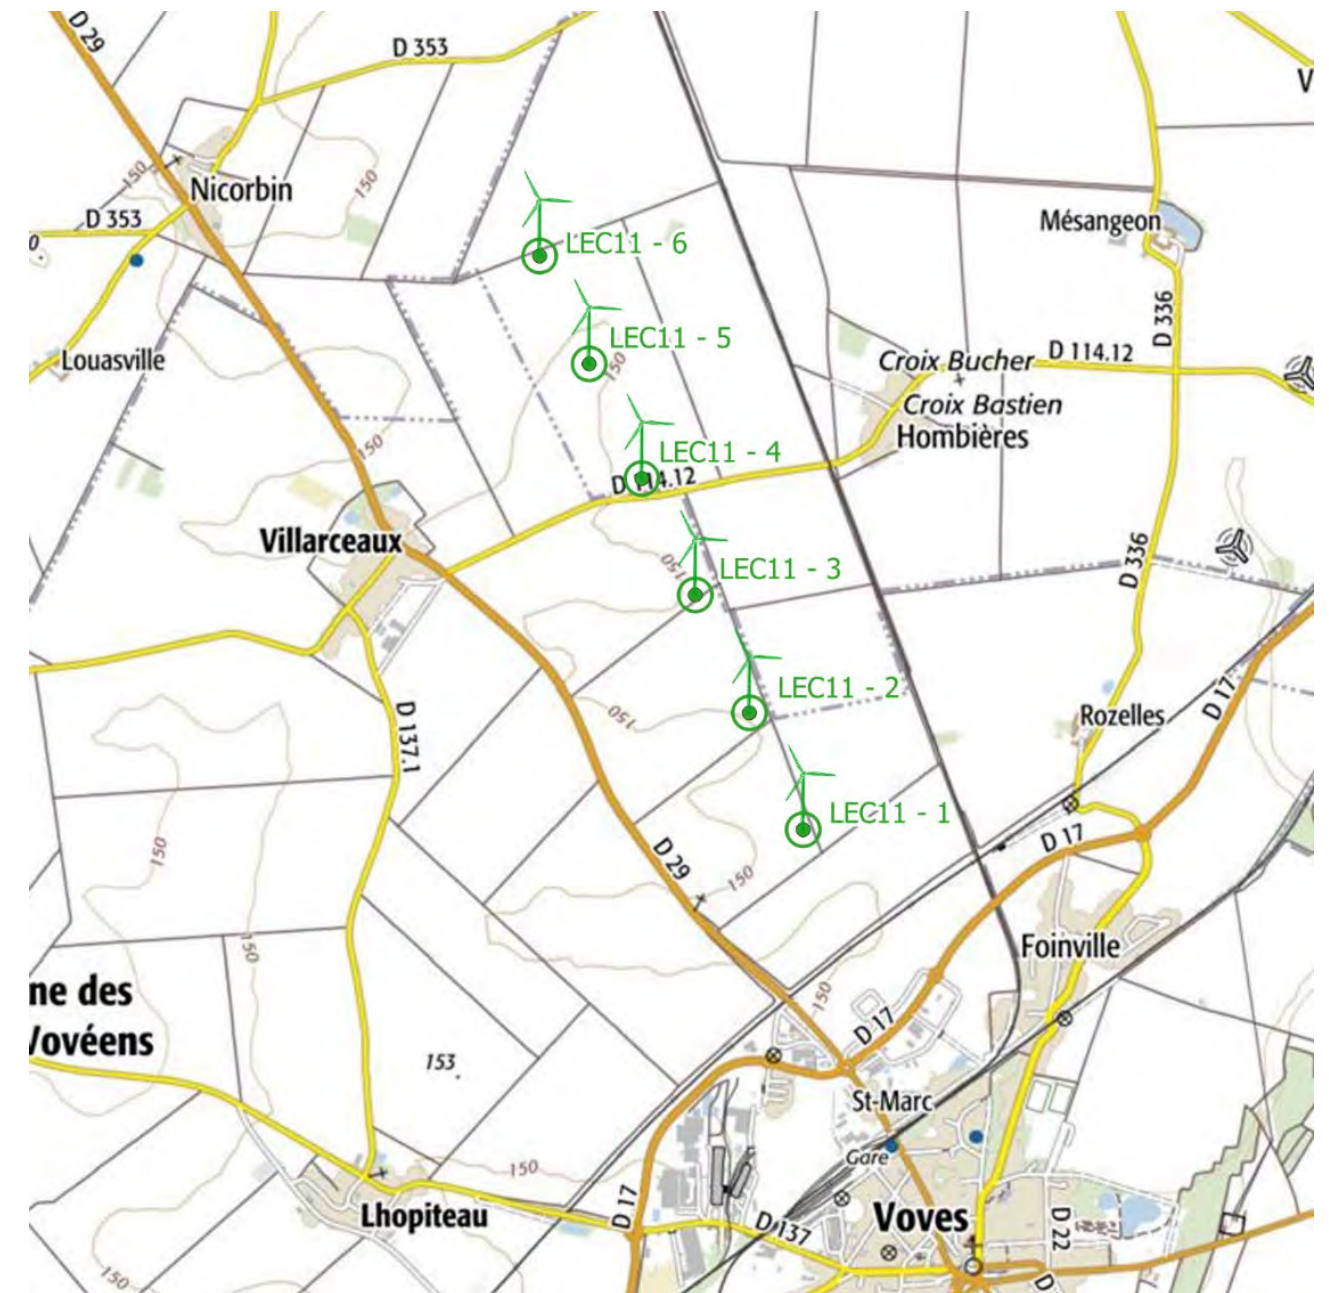 D 29
D 353
V
150
150
Nicorbin
D 353
0
Mésangeon
LEC11 - 6
D 336
LEC11 - 5
150
Louasville
Croix Bucher
D 114.12
Croix Bastien
Hombières
150
LEC11 - 4
D 114.12
Villarceaux
150
LEC11 - 3
D 336
LEC11 - 2
D 17
150
Rozelles
D 137.1
LEC11 - 1
D 17
150
D 29
150
150
Foinville
ne des
Vovéens
150
D 17
153
St-Marc
Gare
150
Lhopiteau
D 17
D 137
Voves
D 22
150
D